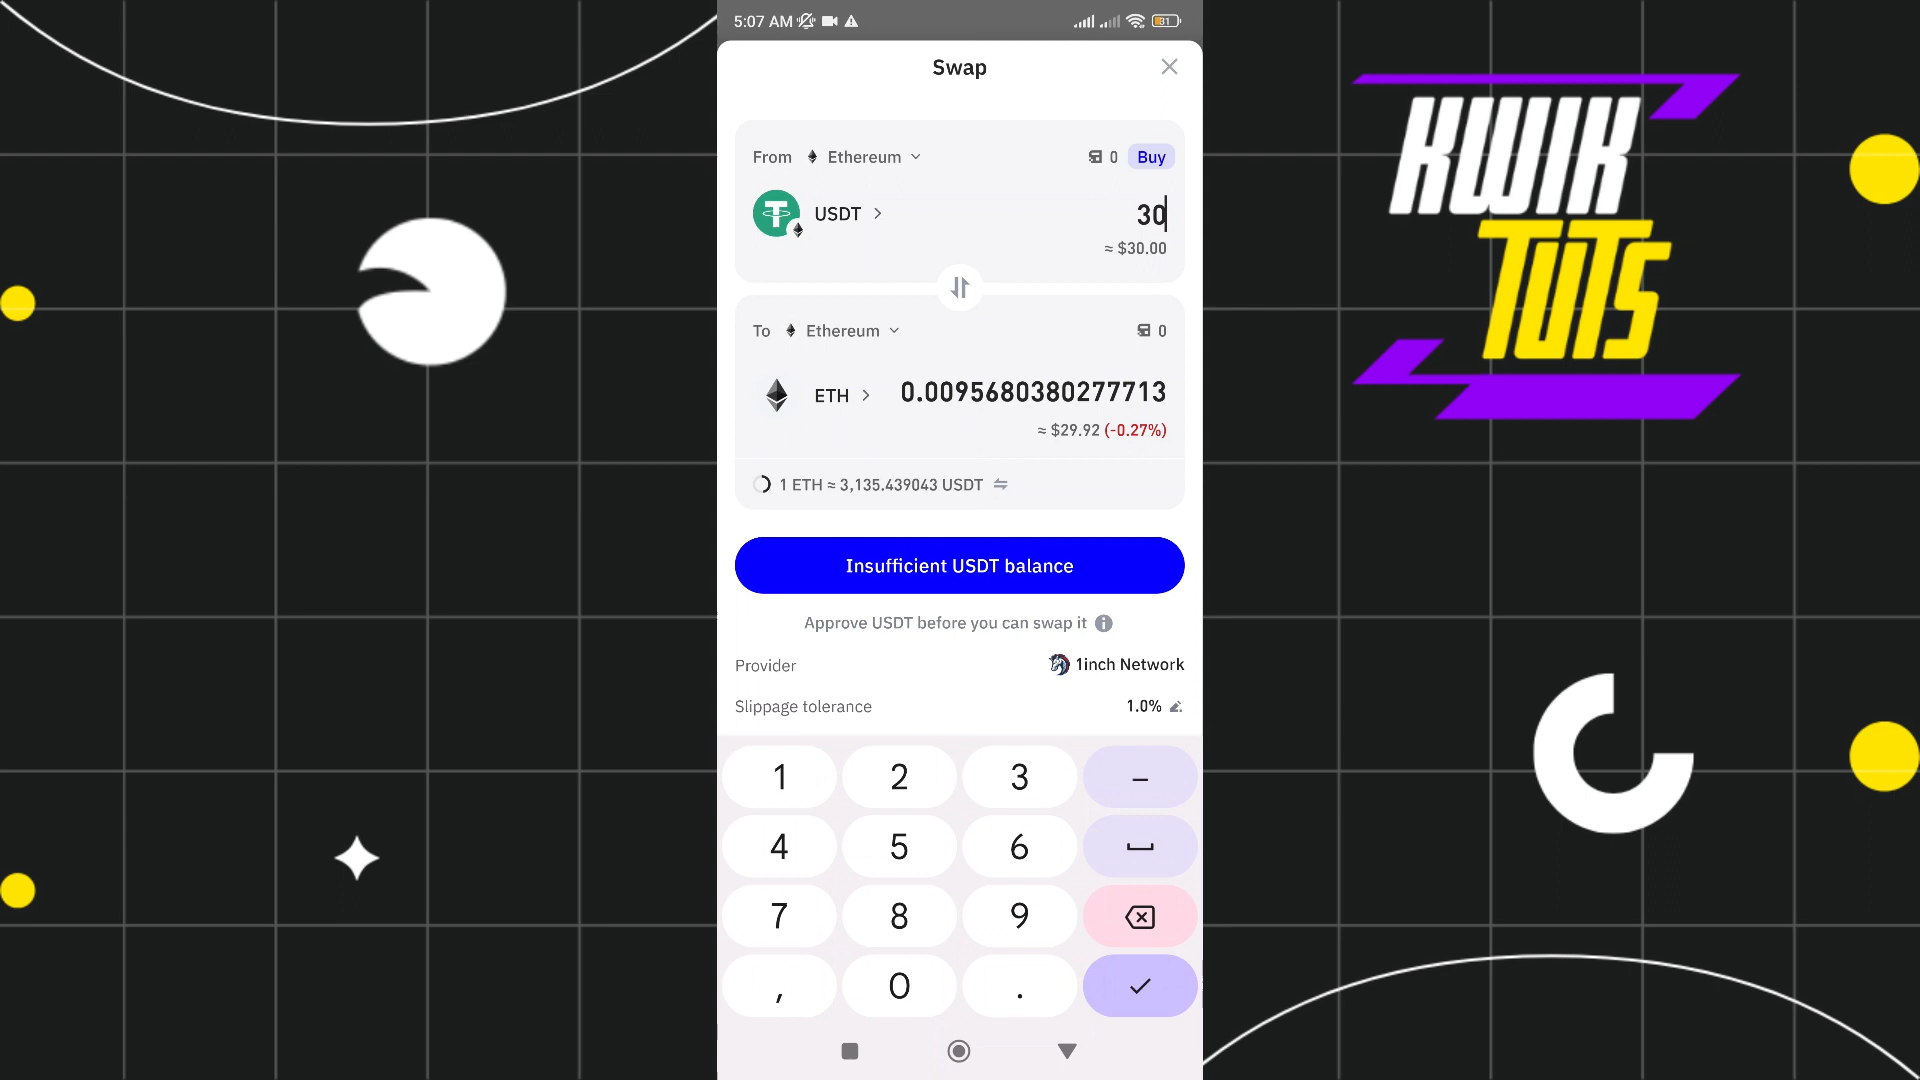 5:07 AM
31
Swap
From Ethereum
0 Buy
USDT
30
≈ $30.00
To Ethereum
0
ETH
0.0095680380277713
≈ $29.92 (-0.27%)
1 ETH ≈ 3,135.439043 USDT
Insufficient USDT balance
Approve USDT before you can swap it
Provider
1inch Network
Slippage tolerance
1.0%
1 2 3 –
4 5 6
7 8 9
, 0 .
KWIK
TUTS